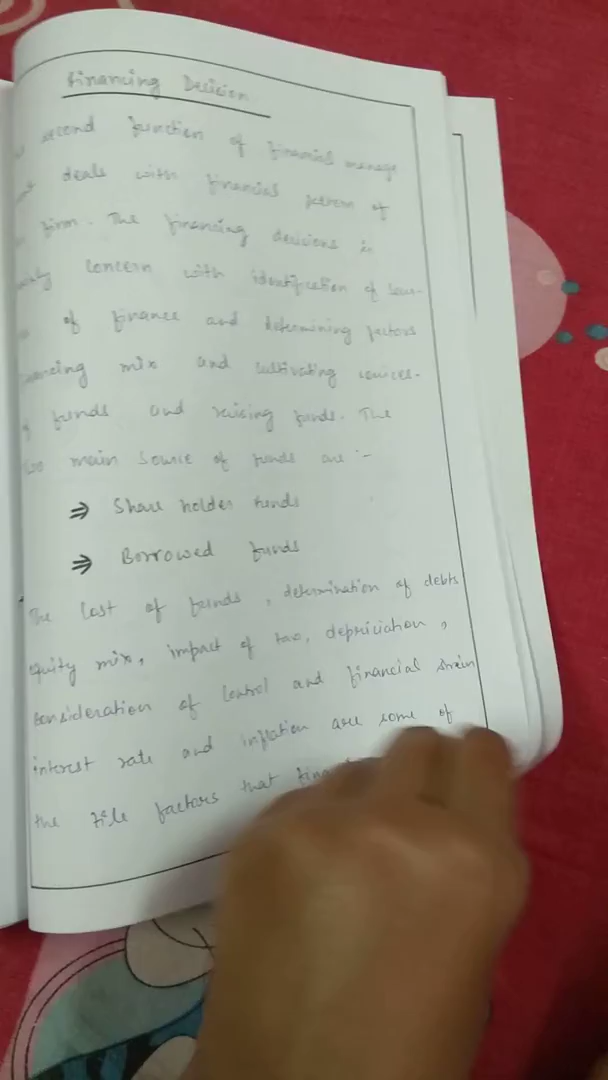 Financing Decision
second function of financial manage
deals with financial pattern of
firm. The financing decisions is
concern with identification of sour-
of finance and determining factors
financing mix and cultivating sources-
funds and raising funds. The
main source of funds are :-
⇒ Share holder funds
⇒ Borrowed funds
The cost of funds, determination of debts
equity mix, impact of tax, depriciation,
consideration of control and financial
interest rate and inflation are some of
the factors that